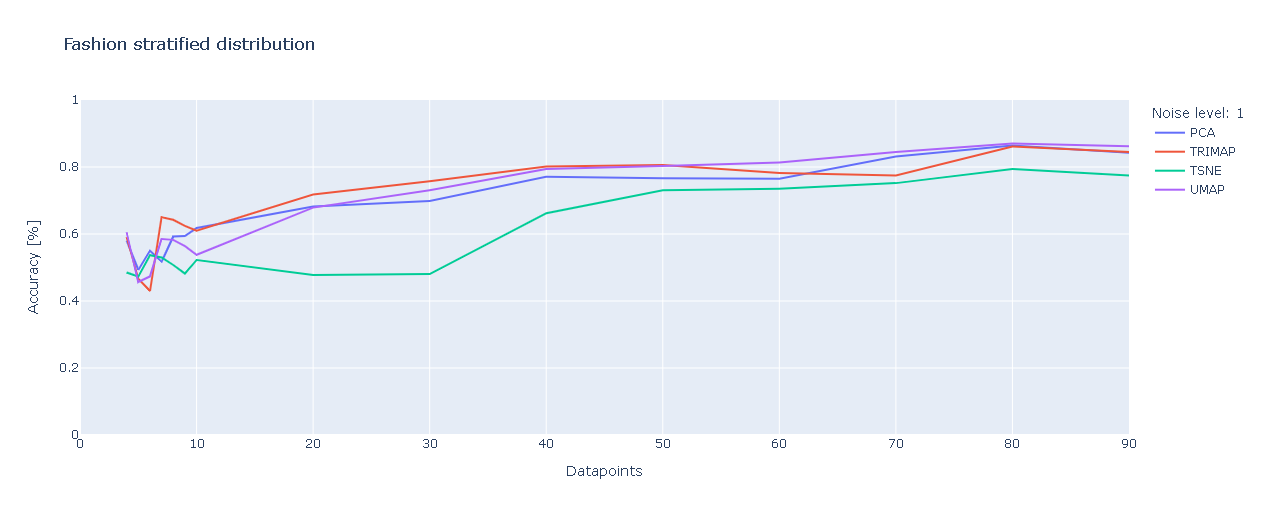 Fashion stratified distribution
Noise level: 1
PCA
TRIMAP
TSNE
UMAP
Accuracy [%]
1
0.8
0.6
0.4
0.2
0
0 10 20 30 40 50 60 70 80 90
Datapoints